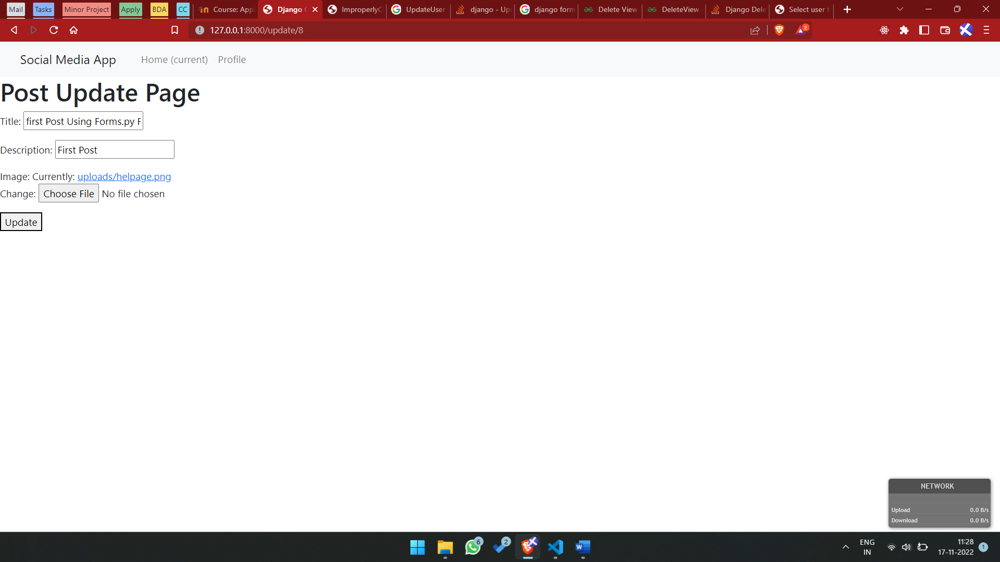 Mail Tasks Minor Project Apply BDA CC Course: App Django ImproperlyC UpdateUser django - Up django form Delete View DeleteView Django Dele Select user t
127.0.0.1:8000/update/8 2
Social Media App Home (current) Profile
Post Update Page
Title: first Post Using Forms.py F
Description: First Post
Image: Currently: uploads/helpage.png
Change: Choose File No file chosen
Update
NETWORK
Upload 0.0 B/s
Download 0.0 B/s
6 2 W
ENG
IN
11:28
17-11-2022
1